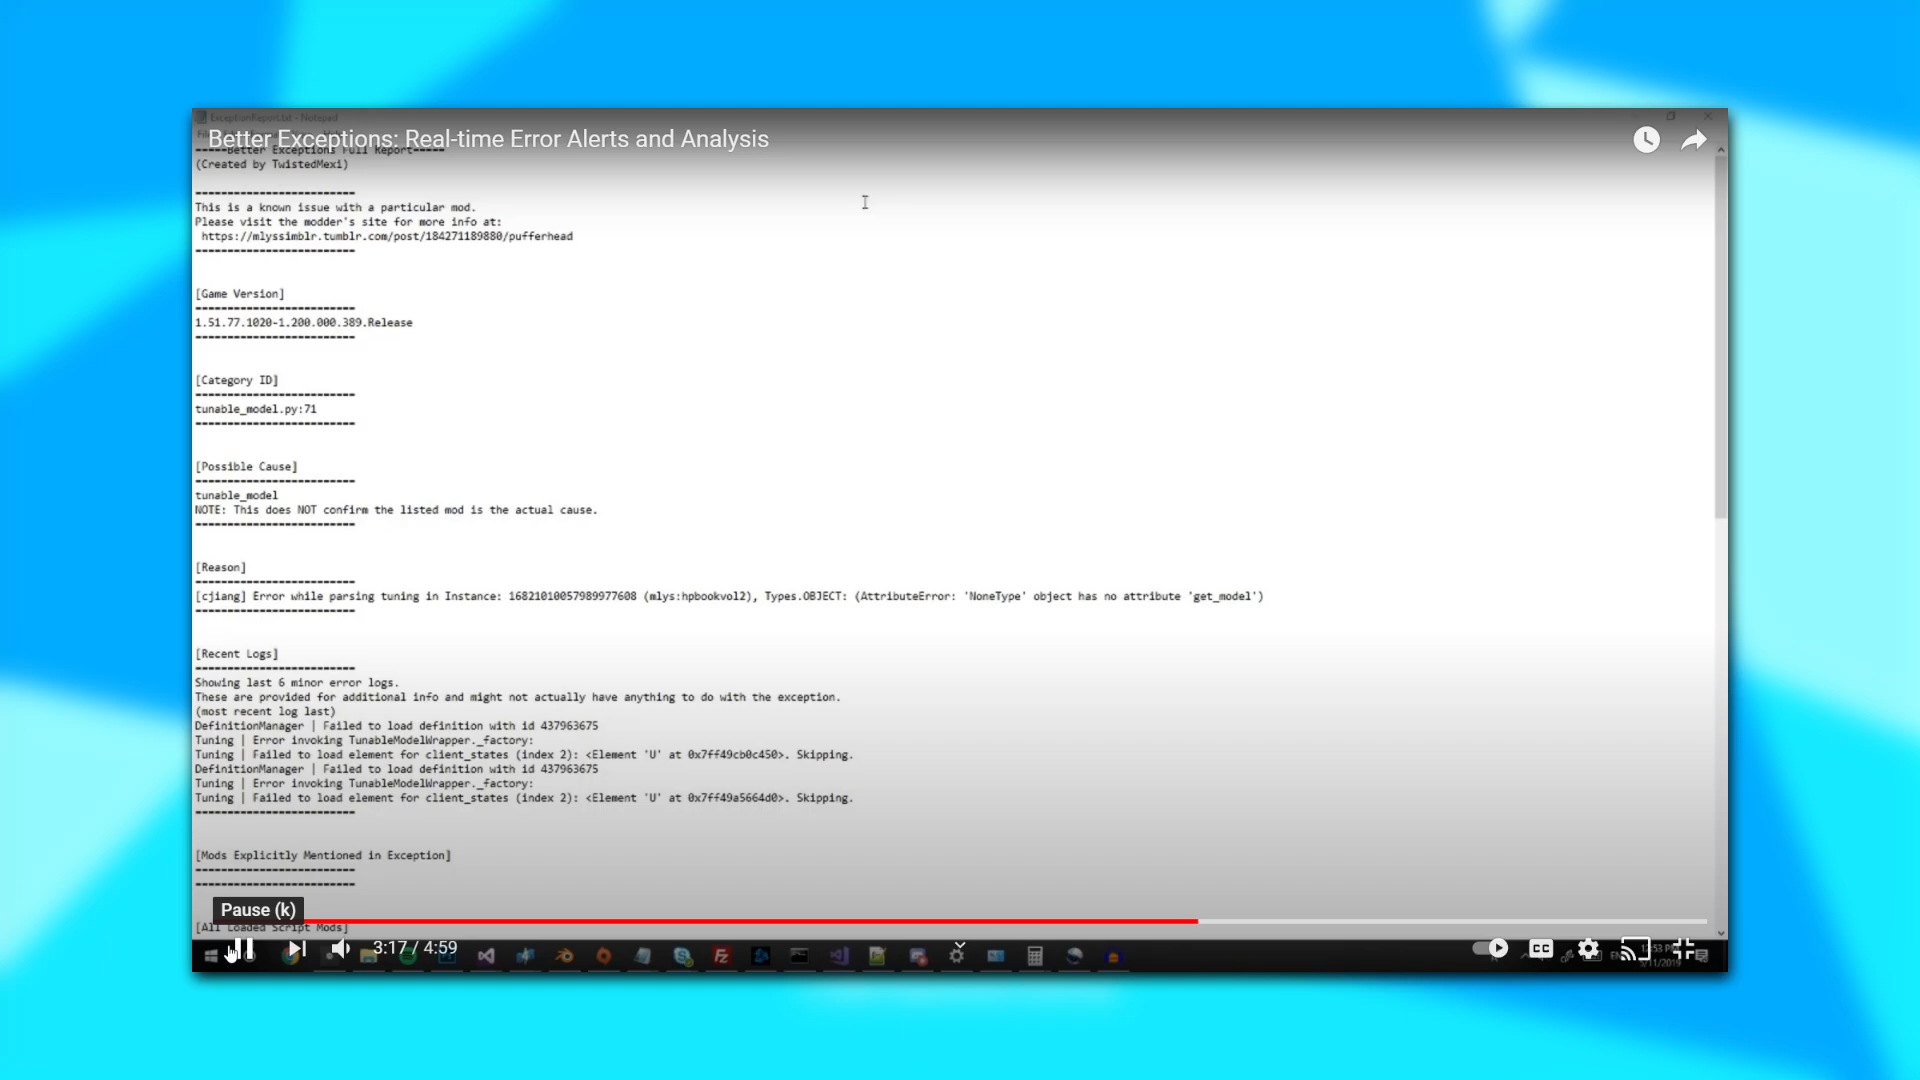 ExceptionReport.txt - Notepad
Better Exceptions: Real-time Error Alerts and Analysis
-----Better Exceptions Full Report-----
(Created by TwistedMexi)
-------------------------
This is a known issue with a particular mod.
Please visit the modder's site for more info at:
https://mlyssimblr.tumblr.com/post/184271189880/pufferhead
-------------------------
[Game Version]
-------------------------
1.51.77.1020-1.200.000.389.Release
-------------------------
[Category ID]
-------------------------
tunable_model.py:71
-------------------------
[Possible Cause]
-------------------------
tunable_model
NOTE: This does NOT confirm the listed mod is the actual cause.
-------------------------
[Reason]
-------------------------
[cjiang] Error while parsing tuning in Instance: 16821010057989977608 (mlys:hpbookvol2), Types.OBJECT: (AttributeError: 'NoneType' object has no attribute 'get_model')
-------------------------
[Recent Logs]
-------------------------
Showing last 6 minor error logs.
These are provided for additional info and might not actually have anything to do with the exception.
(most recent log last)
DefinitionManager | Failed to load definition with id 437963675
Tuning | Error invoking TunableModelWrapper._factory:
Tuning | Failed to load element for client_states (index 2): <Element 'U' at 0x7ff49cb0c450>. Skipping.
DefinitionManager | Failed to load definition with id 437963675
Tuning | Error invoking TunableModelWrapper._factory:
Tuning | Failed to load element for client_states (index 2): <Element 'U' at 0x7ff49a5664d0>. Skipping.
-------------------------
[Mods Explicitly Mentioned in Exception]
-------------------------
-------------------------
Pause (k)
[All Loaded Script Mods]
3:17 / 4:59
CC